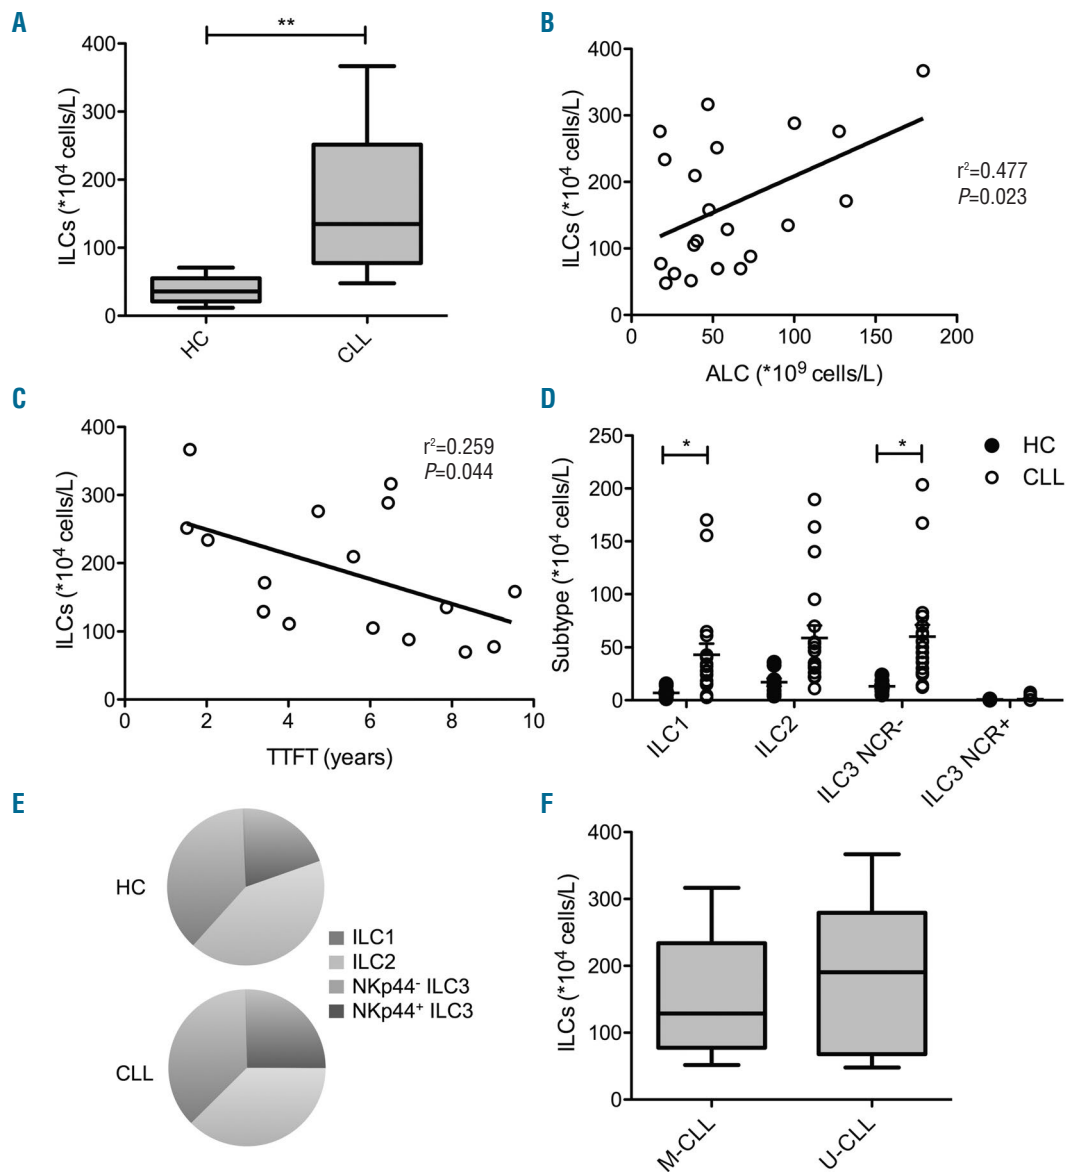 A
**
400
300
200
100
0
ILCs (*10⁴ cells/L)
HC
CLL
B
400
300
200
100
0
ILCs (*10⁴ cells/L)
r²=0.477
P=0.023
0
50
100
150
200
ALC (*10⁹ cells/L)
C
400
300
200
100
0
ILCs (*10⁴ cells/L)
r²=0.259
P=0.044
0
2
4
6
8
10
TTFT (years)
D
250
200
150
100
50
0
Subtype (*10⁴ cells/L)
*
*
HC
CLL
ILC1
ILC2
ILC3 NCR-
ILC3 NCR+
E
HC
CLL
ILC1
ILC2
NKp44⁻ ILC3
NKp44⁺ ILC3
F
400
300
200
100
0
ILCs (*10⁴ cells/L)
M-CLL
U-CLL